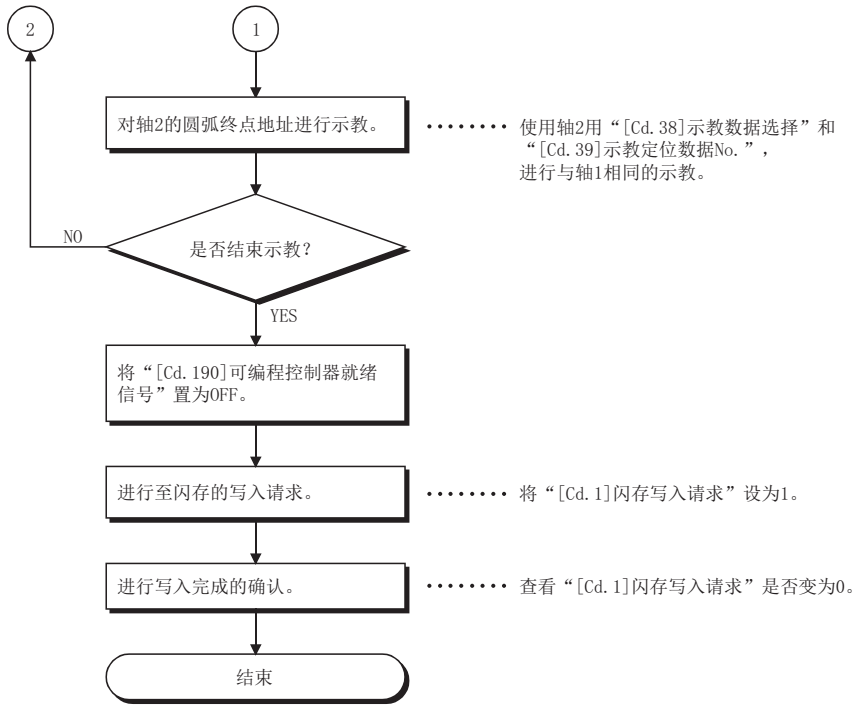 2
1
对轴2的圆弧终点地址进行示教。
使用轴2用“[Cd.38]示教数据选择”和
“[Cd.39]示教定位数据No.”，
进行与轴1相同的示教。
NO
是否结束示教？
YES
将“[Cd.190]可编程控制器就绪
信号”置为OFF。
进行至闪存的写入请求。
将“[Cd.1]闪存写入请求”设为1。
进行写入完成的确认。
查看“[Cd.1]闪存写入请求”是否变为0。
结束